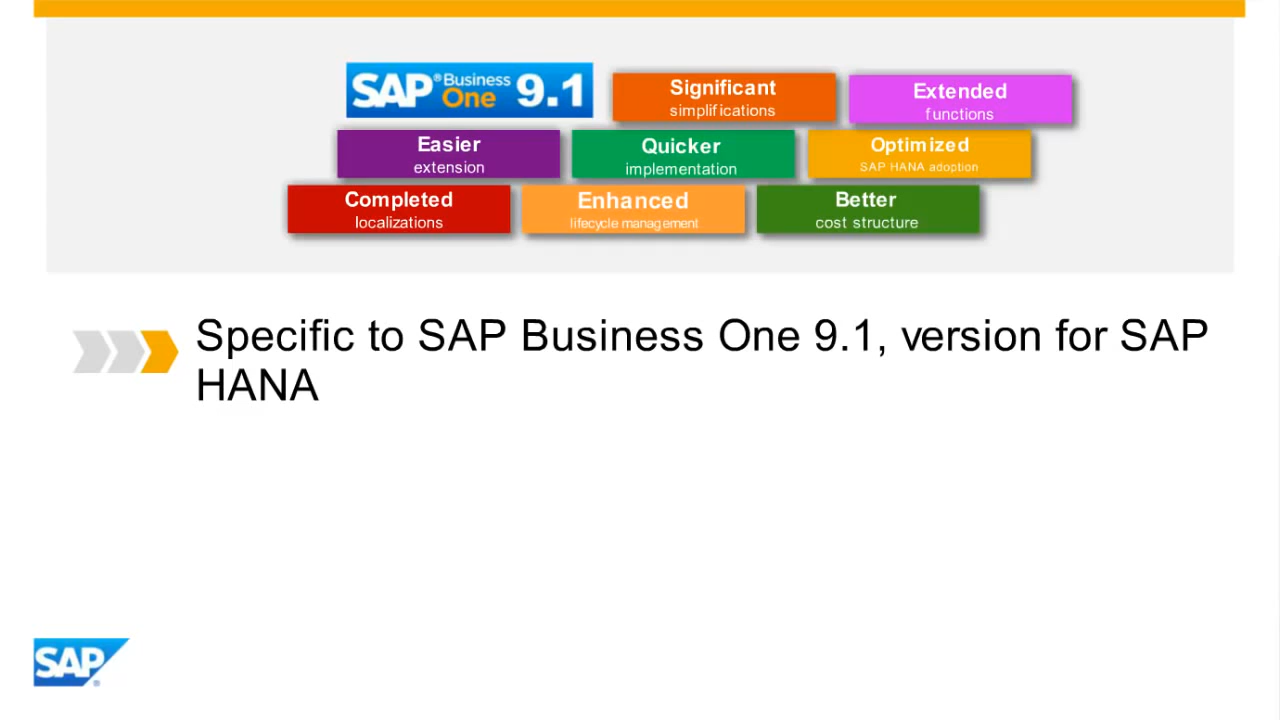 SAP® Business One 9.1
Significant
simplifications
Extended
functions
Easier
extension
Quicker
implementation
Optimized
SAP HANA adoption
Completed
localizations
Enhanced
lifecycle management
Better
cost structure
Specific to SAP Business One 9.1, version for SAP
HANA
SAP®